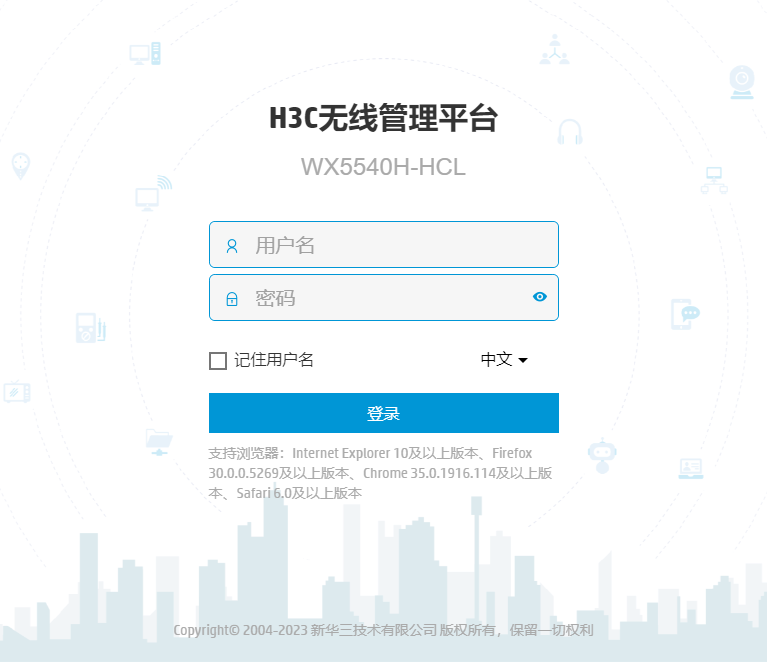 H3C无线管理平台
WX5540H-HCL
用户名
密码
记住用户名 中文
登录
支持浏览器：Internet Explorer 10及以上版本、Firefox
30.0.0.5269及以上版本、Chrome 35.0.1916.114及以上版
本、Safari 6.0及以上版本
Copyright© 2004-2023 新华三技术有限公司 版权所有，保留一切权利